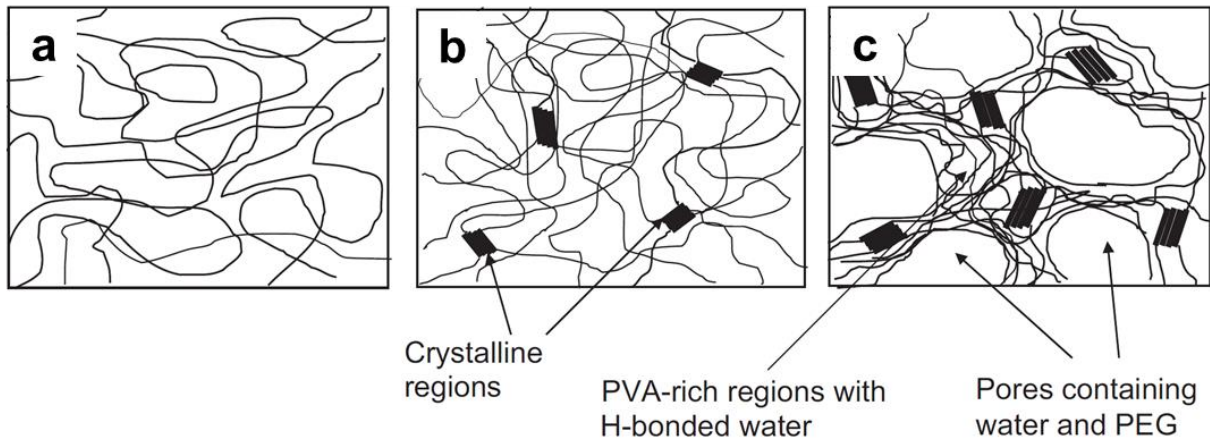 a
b
c
Crystalline
regions
PVA-rich regions with
H-bonded water
Pores containing
water and PEG